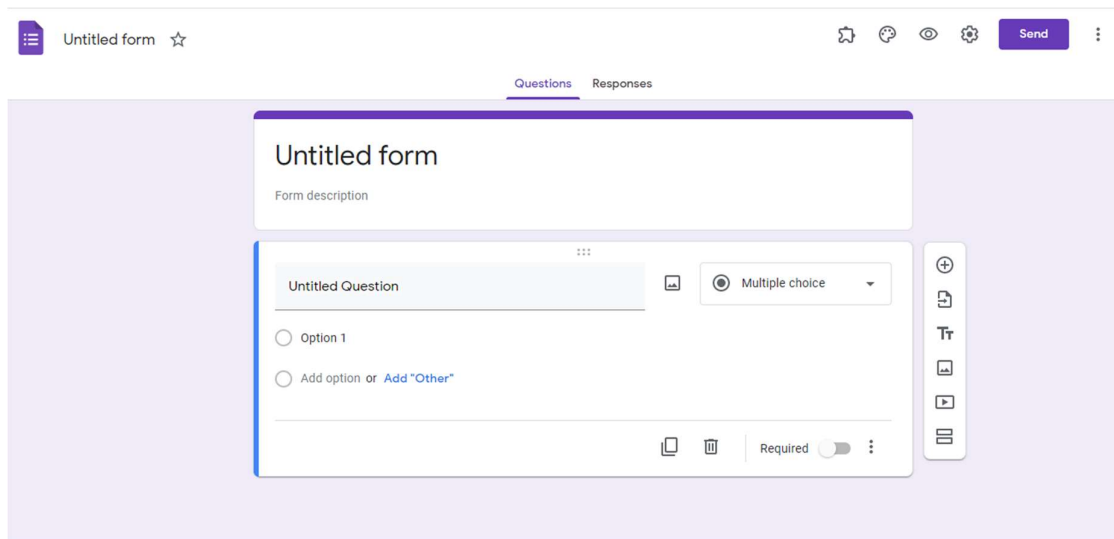 Untitled form
Send
Questions Responses
Untitled form
Form description
Untitled Question
Multiple choice
Option 1
Add option or Add "Other"
Required
Tт